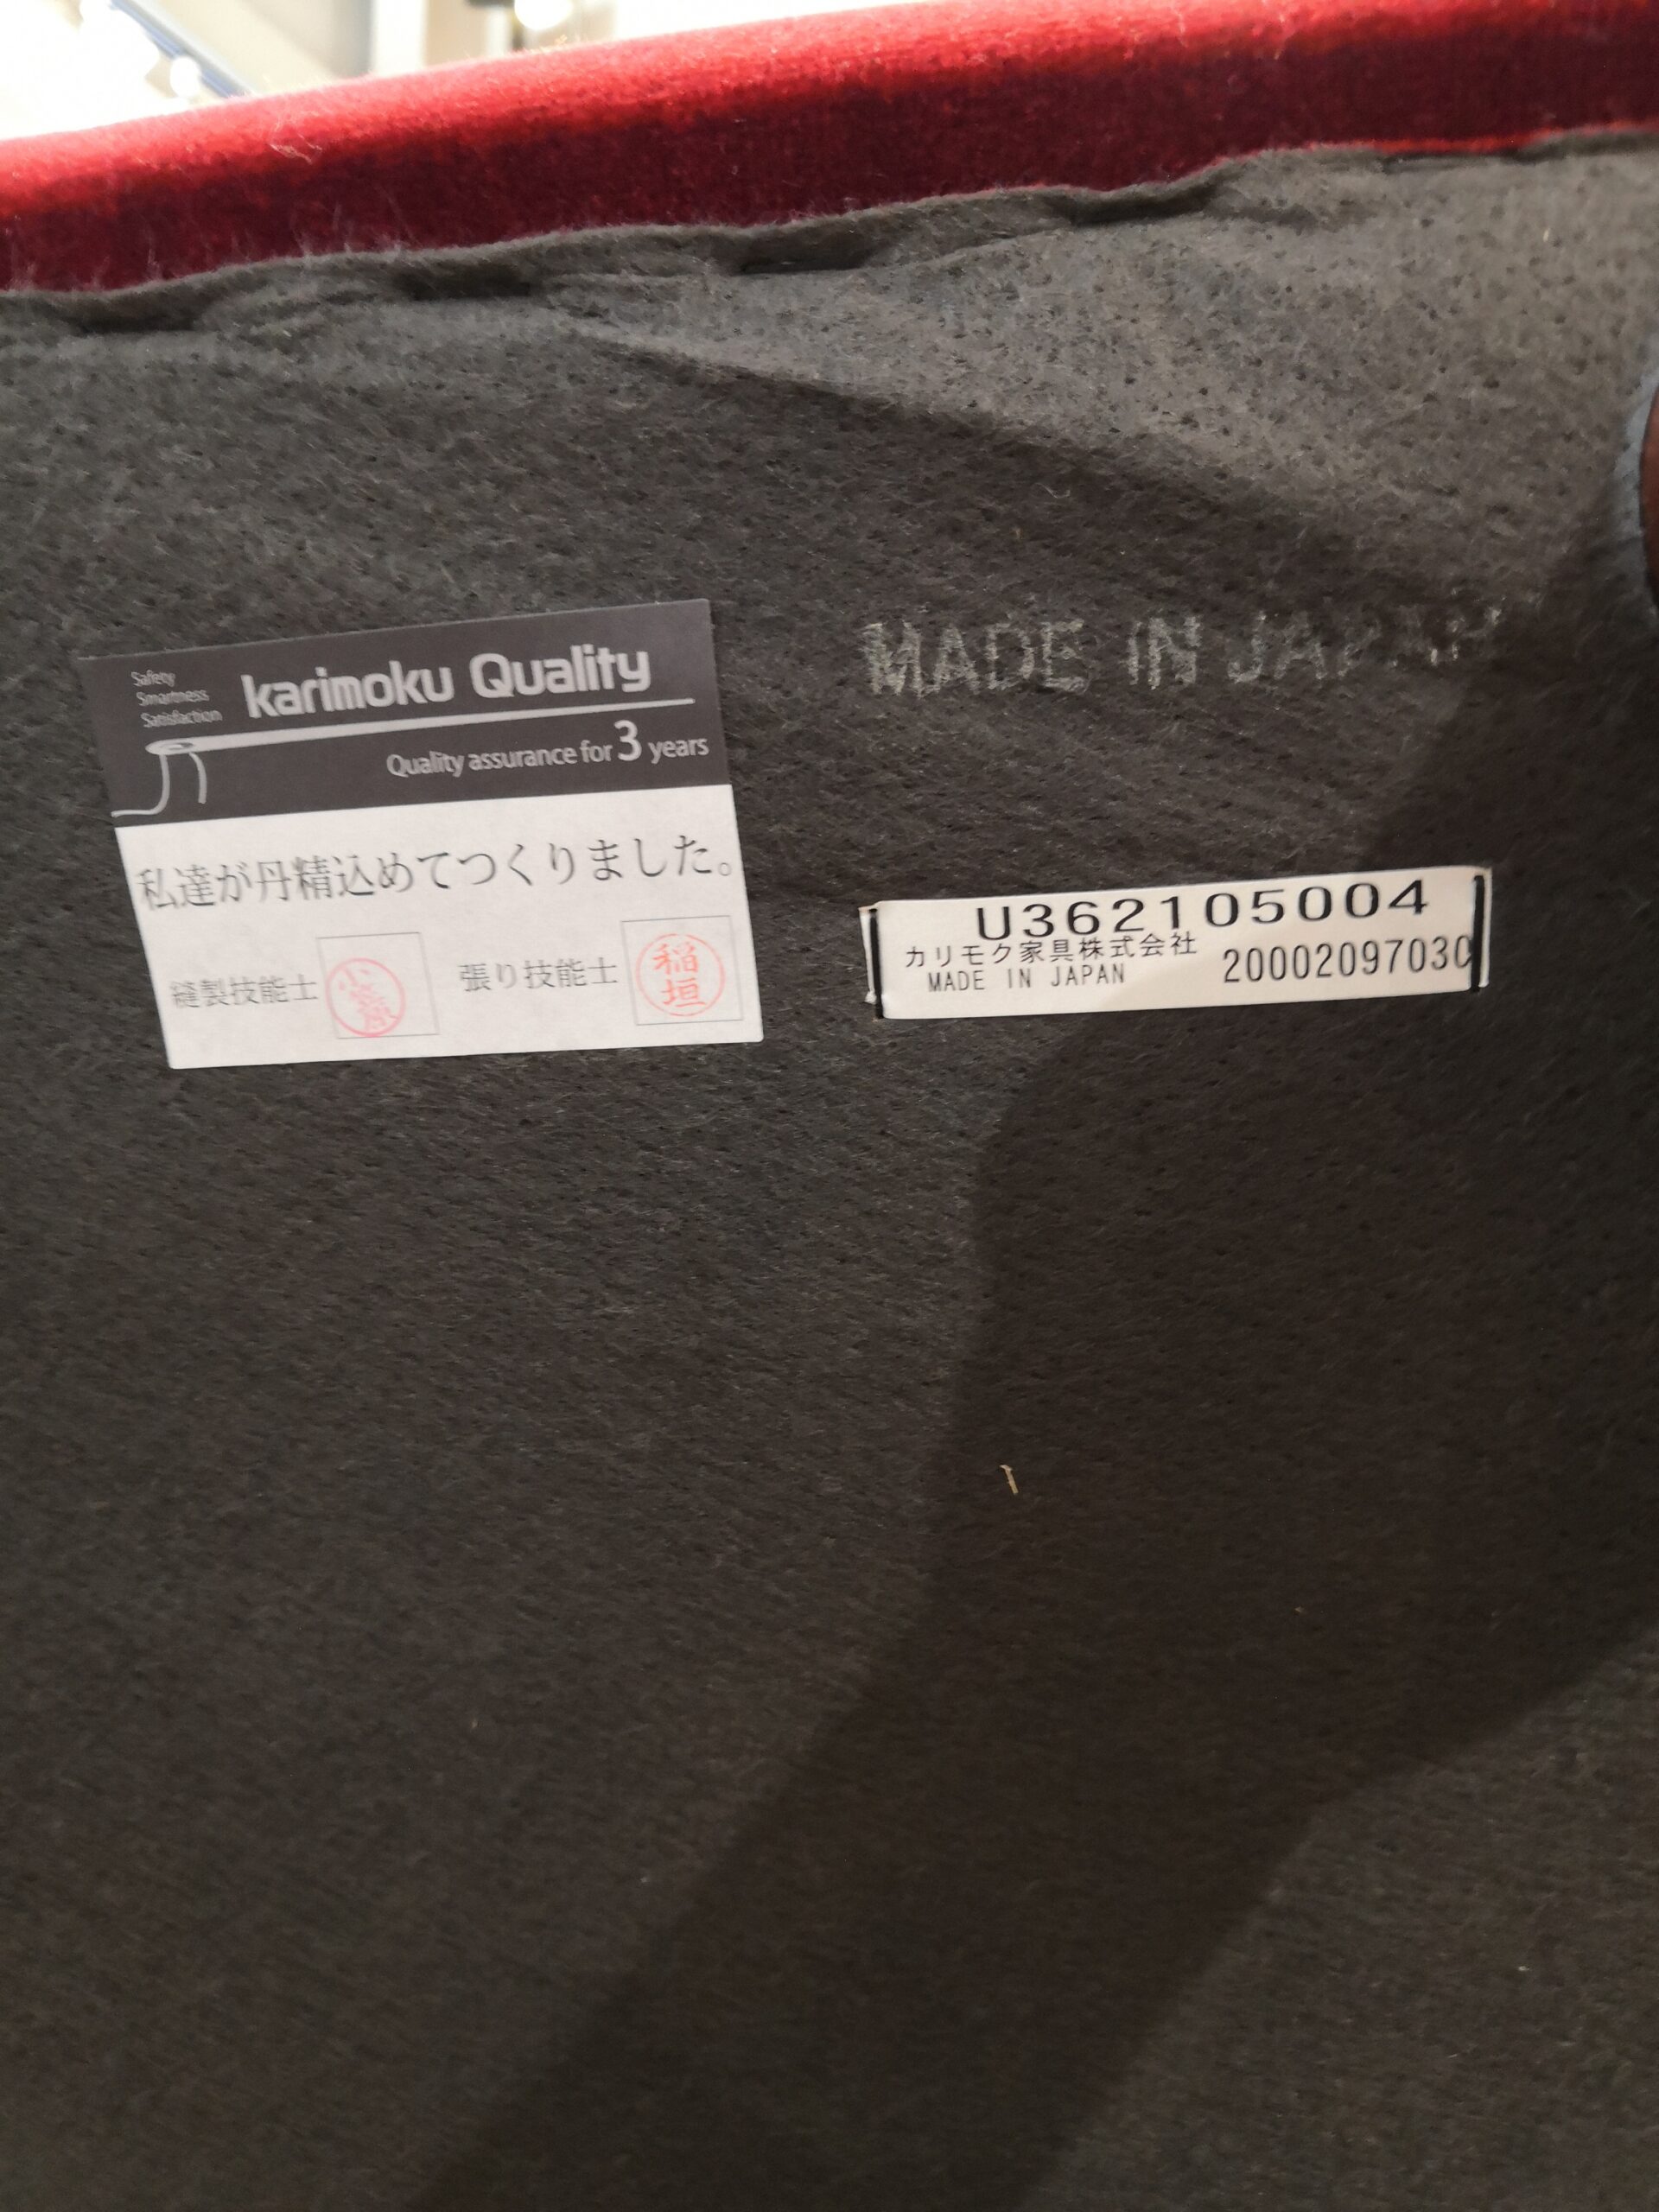 Safety
Smartness
Satisfaction
karimoku Quality
Quality assurance for 3 years
私達が丹精込めてつくりました。
縫製技能士
張り技能士 稲垣
MADE IN JAPAN
U362105004
カリモク家具株式会社
MADE IN JAPAN
20002097030